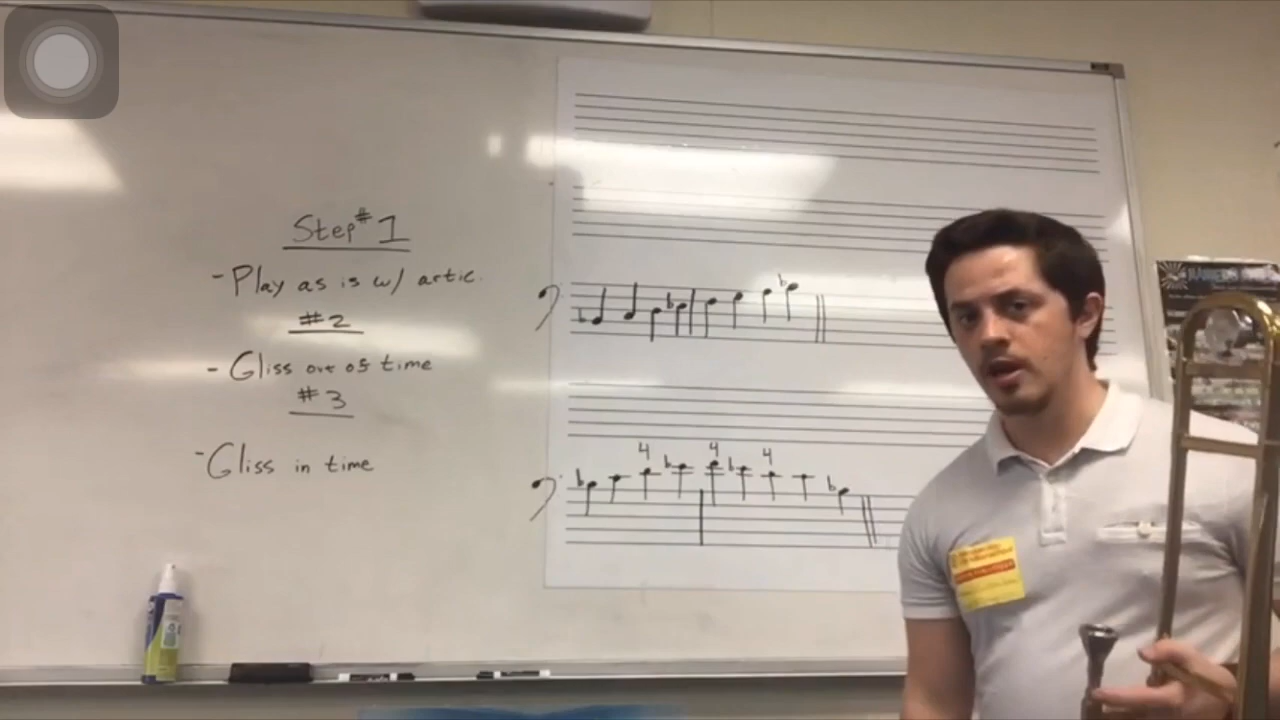 Step #1
- Play as is w/ artic.
#2
- Gliss out of time
#3
- Gliss in time
4 4 4